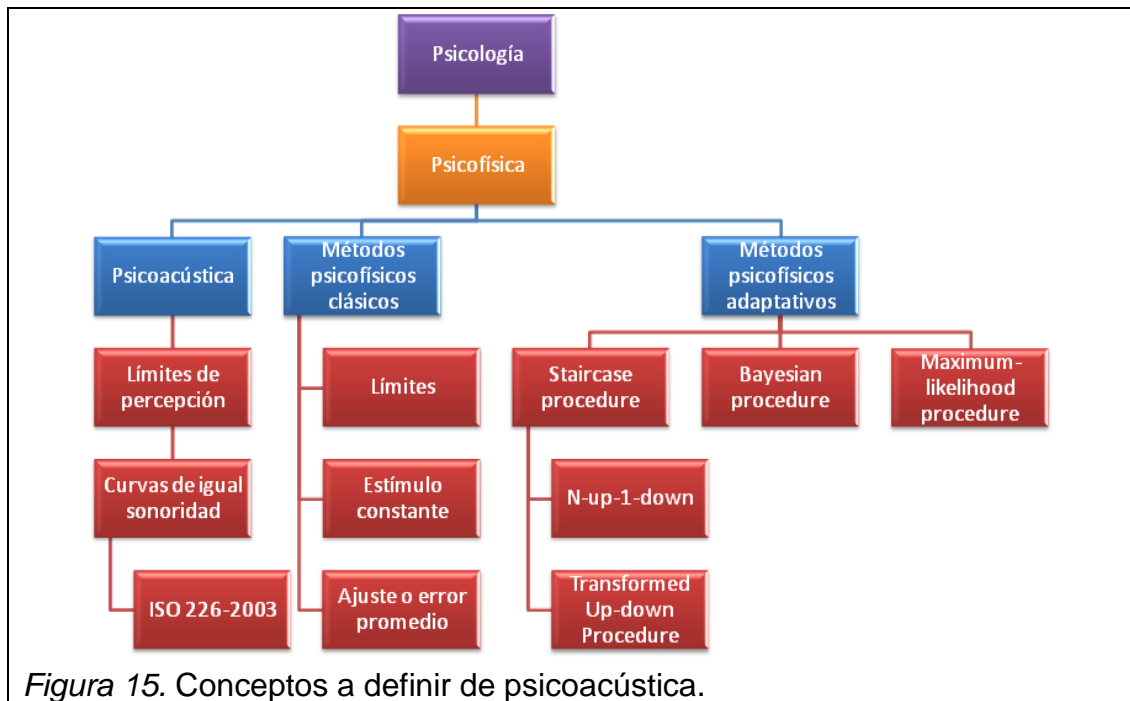 Psicología
Psicofísica
Psicoacústica
Métodos
psicofísicos
clásicos
Métodos
psicofísicos
adaptativos
Límites de
percepción
Límites
Staircase
procedure
Bayesian
procedure
Maximum-
likelihood
procedure
Curvas de igual
sonoridad
Estímulo
constante
N-up-1-down
ISO 226-2003
Ajuste o error
promedio
Transformed
Up-down
Procedure
Figura 15. Conceptos a definir de psicoacústica.